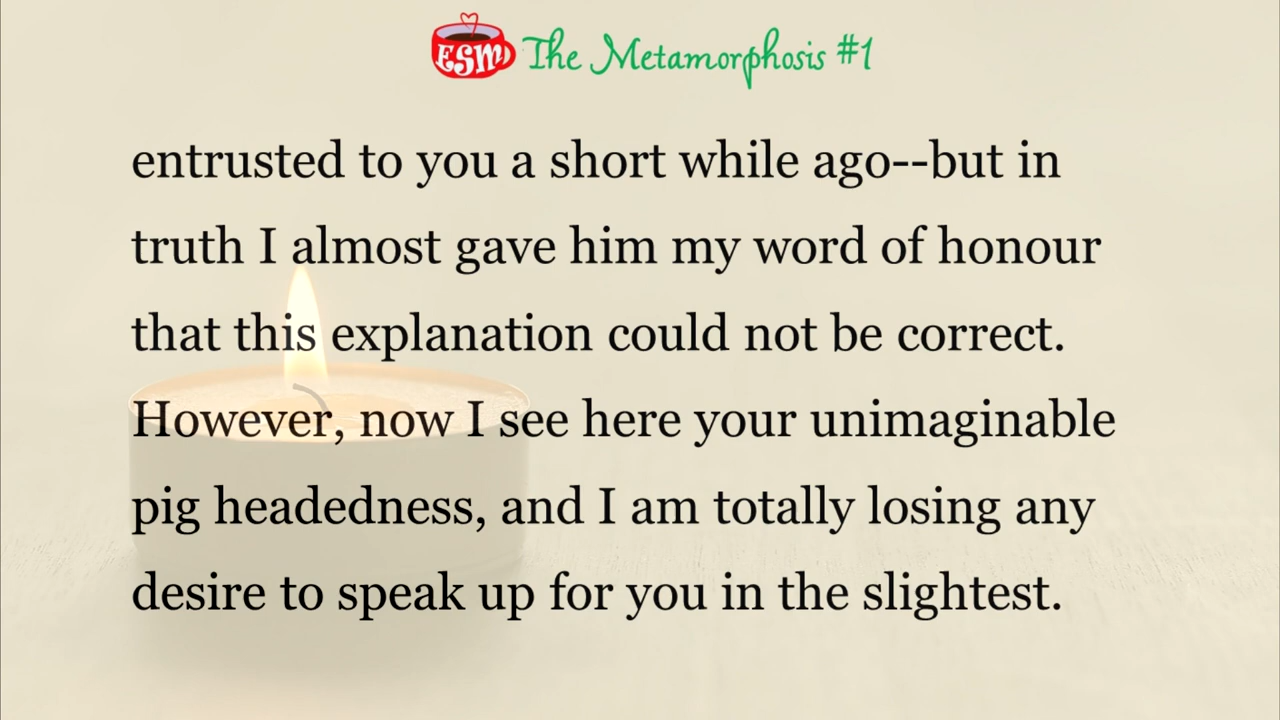 ESM The Metamorphosis #1
entrusted to you a short while ago--but in
truth I almost gave him my word of honour
that this explanation could not be correct.
However, now I see here your unimaginable
pig headedness, and I am totally losing any
desire to speak up for you in the slightest.